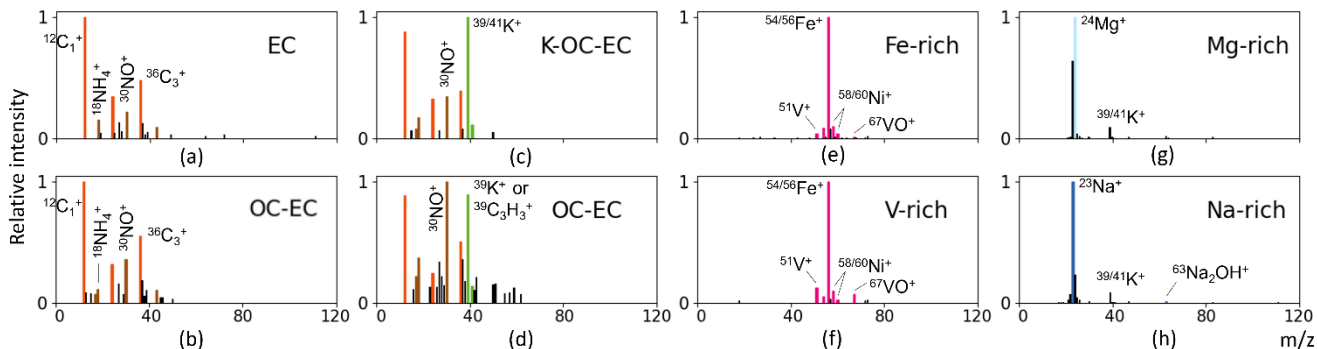 Relative intensity
1
0
EC
¹²C₁⁺
¹⁸NH₄⁺
³⁰NO⁺
³⁶C₃⁺
(a)
1
0
K-OC-EC
³⁰NO⁺
³⁹/⁴¹K⁺
(c)
1
0
Fe-rich
⁵⁴/⁵⁶Fe⁺
⁵¹V⁺
⁵⁸/⁶⁰Ni⁺
⁶⁷VO⁺
(e)
1
0
Mg-rich
²⁴Mg⁺
³⁹/⁴¹K⁺
(g)
1
0
OC-EC
¹²C₁⁺
¹⁸NH₄⁺
³⁰NO⁺
³⁶C₃⁺
0 40 80
(b)
1
0
OC-EC
³⁰NO⁺
³⁹K⁺ or
³⁹C₃H₃⁺
0 40 80
(d)
1
0
V-rich
⁵⁴/⁵⁶Fe⁺
⁵¹V⁺
⁵⁸/⁶⁰Ni⁺
⁶⁷VO⁺
0 40 80 120
(f)
1
0
Na-rich
²³Na⁺
³⁹/⁴¹K⁺
⁶³Na₂OH⁺
0 40 80 120
(h)
m/z